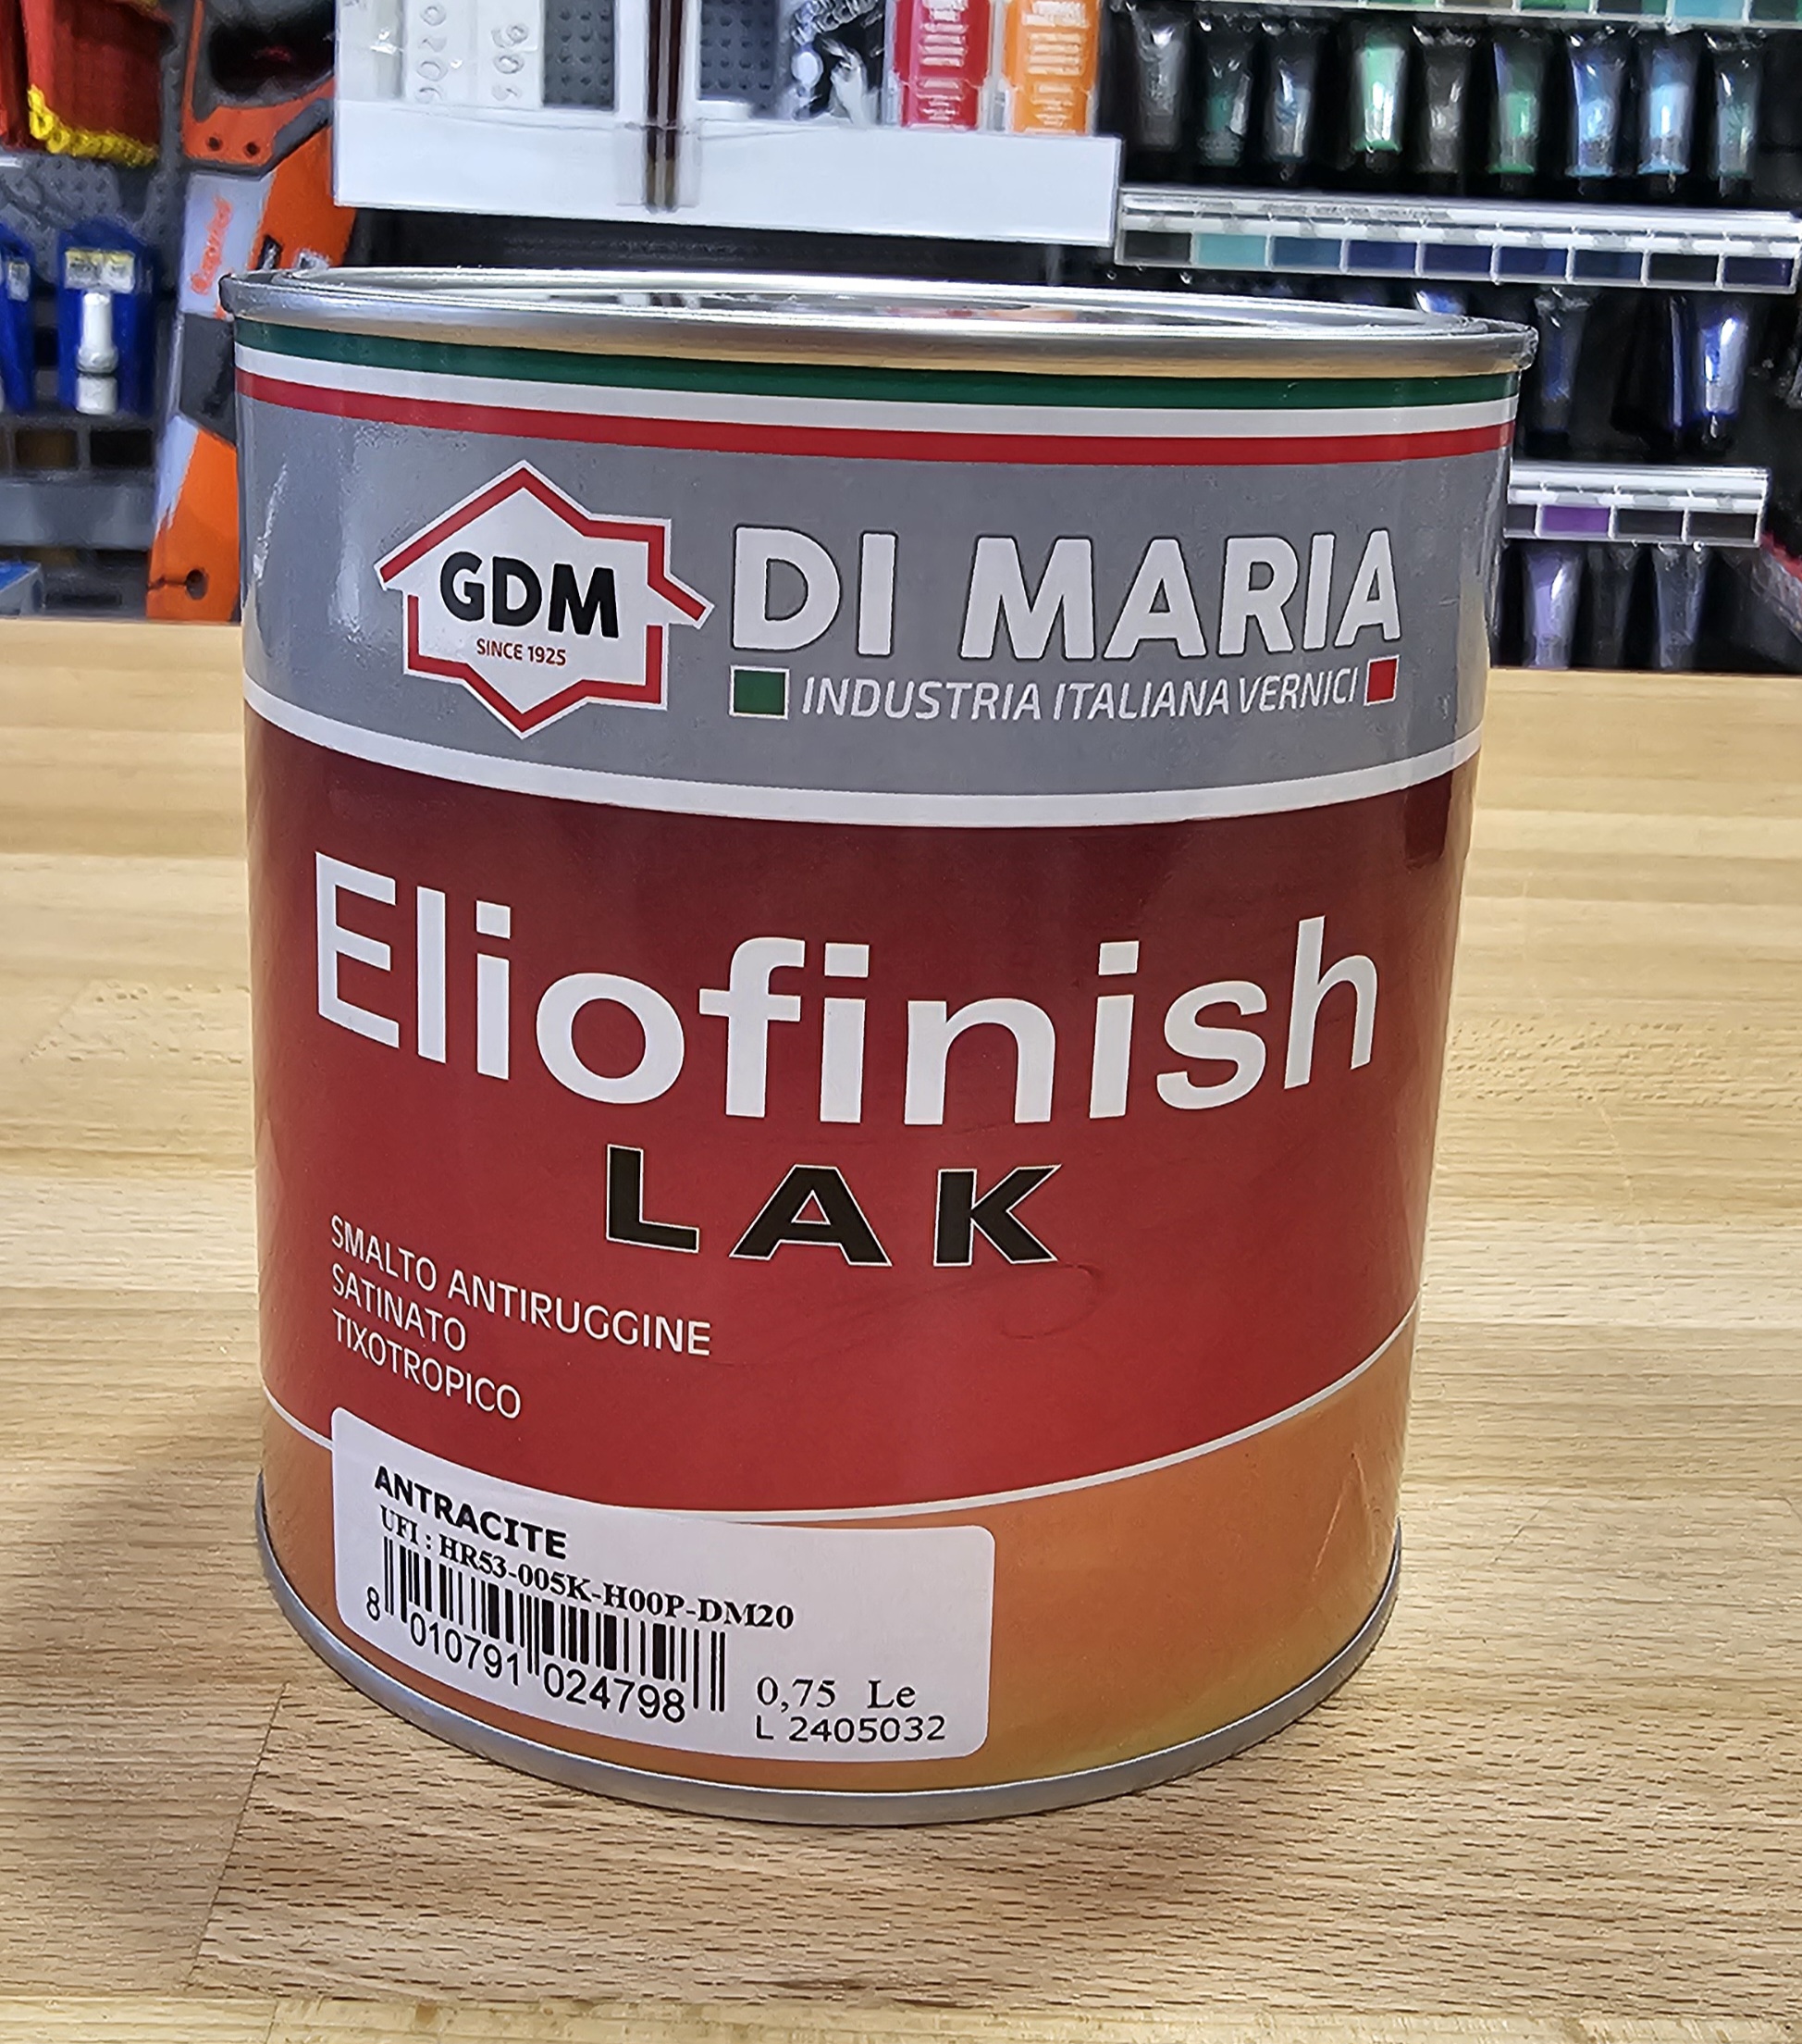 GDM
SINCE 1925
DI MARIA
INDUSTRIA ITALIANA VERNICI
Eliofinish
LAK
SMALTO ANTIRUGGINE
SATINATO
TIXOTROPICO
ANTRACITE
UFI : HR53-005K-H00P-DM20
8 010791 024798
0,75 Le
L 2405032